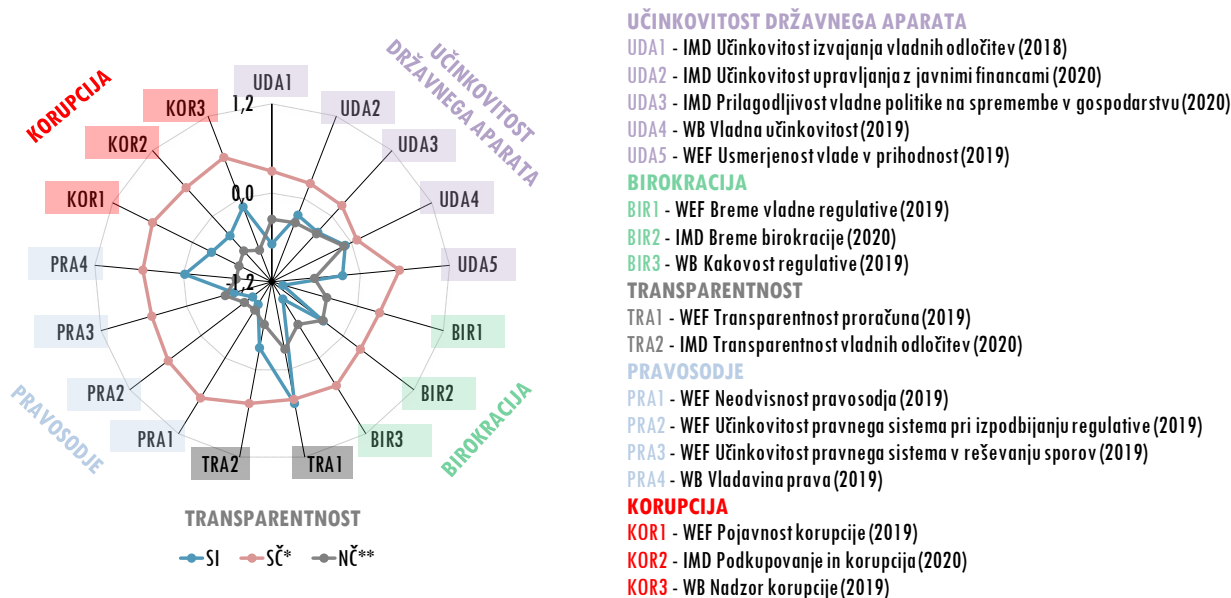 UČINKOVITOST
DRŽAVNEGA APARATA
KORUPCIJA
UDA1
UDA2
UDA3
UDA4
UDA5
BIR1
BIR2
BIR3
TRA1
TRA2
PRA1
PRA2
PRA3
PRA4
KOR1
KOR2
KOR3
1,2
0,0
-1,2
PRAVOSODJE
BIROKRACIJA
TRANSPARENTNOST
SI SČ* NČ**
UČINKOVITOST DRŽAVNEGA APARATA
UDA1 - IMD Učinkovitost izvajanja vladnih odločitev (2018)
UDA2 - IMD Učinkovitost upravljanja z javnimi financami (2020)
UDA3 - IMD Prilagodljivost vladne politike na spremembe v gospodarstvu (2020)
UDA4 - WB Vladna učinkovitost (2019)
UDA5 - WEF Usmerjenost vlade v prihodnost (2019)
BIROKRACIJA
BIR1 - WEF Breme vladne regulative (2019)
BIR2 - IMD Breme birokracije (2020)
BIR3 - WB Kakovost regulative (2019)
TRANSPARENTNOST
TRA1 - WEF Transparentnost proračuna (2019)
TRA2 - IMD Transparentnost vladnih odločitev (2020)
PRAVOSODJE
PRA1 - WEF Neodvisnost pravosodja (2019)
PRA2 - WEF Učinkovitost pravnega sistema pri izpodbijanju regulative (2019)
PRA3 - WEF Učinkovitost pravnega sistema v reševanju sporov (2019)
PRA4 - WB Vladavina prava (2019)
KORUPCIJA
KOR1 - WEF Pojavnost korupcije (2019)
KOR2 - IMD Podkupovanje in korupcija (2020)
KOR3 - WB Nadzor korupcije (2019)